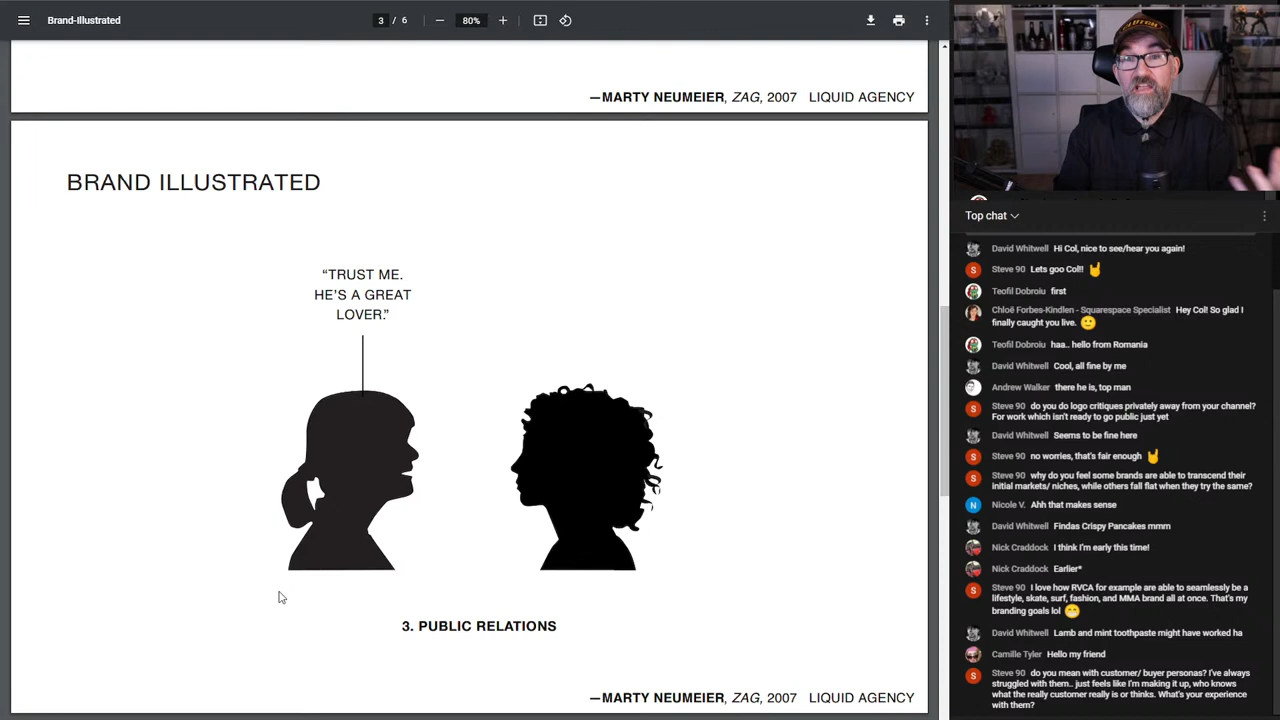 Brand-Illustrated
3 / 6
80%
—MARTY NEUMEIER, ZAG, 2007 LIQUID AGENCY
BRAND ILLUSTRATED
“TRUST ME.
HE’S A GREAT
LOVER.”
3. PUBLIC RELATIONS
—MARTY NEUMEIER, ZAG, 2007 LIQUID AGENCY
Top chat
David Whitwell Hi Col, nice to see/hear you again!
S Steve 90 Lets goo Col!! 🤘
Teofil Dobroiu first
Chloë Forbes-Kindlen - Squarespace Specialist Hey Col! So glad I
finally caught you live. 🙂
Teofil Dobroiu haa.. hello from Romania
David Whitwell Cool, all fine by me
Andrew Walker there he is, top man
S Steve 90 do you do logo critiques privately away from your channel?
For work which isn't ready to go public just yet
David Whitwell Seems to be fine here
S Steve 90 no worries, that's fair enough 🤘
S Steve 90 why do you feel some brands are able to transcend their
initial markets/ niches, while others fall flat when they try the same?
N Nicole V. Ahh that makes sense
David Whitwell Findas Crispy Pancakes mmm
Nick Craddock I think I'm early this time!
Nick Craddock Earlier*
S Steve 90 I love how RVCA for example are able to seamlessly be a
lifestyle, skate, surf, fashion, and MMA brand all at once. That's my
branding goals lol 😁
David Whitwell Lamb and mint toothpaste might have worked ha
Camille Tyler Hello my friend
S Steve 90 do you mean with customer/ buyer personas? I've always
struggled with them.. just feels like I'm making it up, who knows
what the really customer really is or thinks. What's your experience
with them?